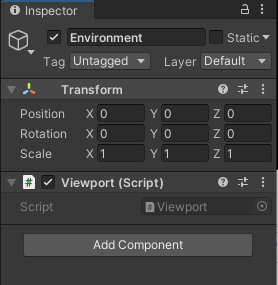 Inspector
Environment Static
Tag Untagged Layer Default
Transform
Position X 0 Y 0 Z 0
Rotation X 0 Y 0 Z 0
Scale X 1 Y 1 Z 1
# Viewport (Script)
Script # Viewport
Add Component